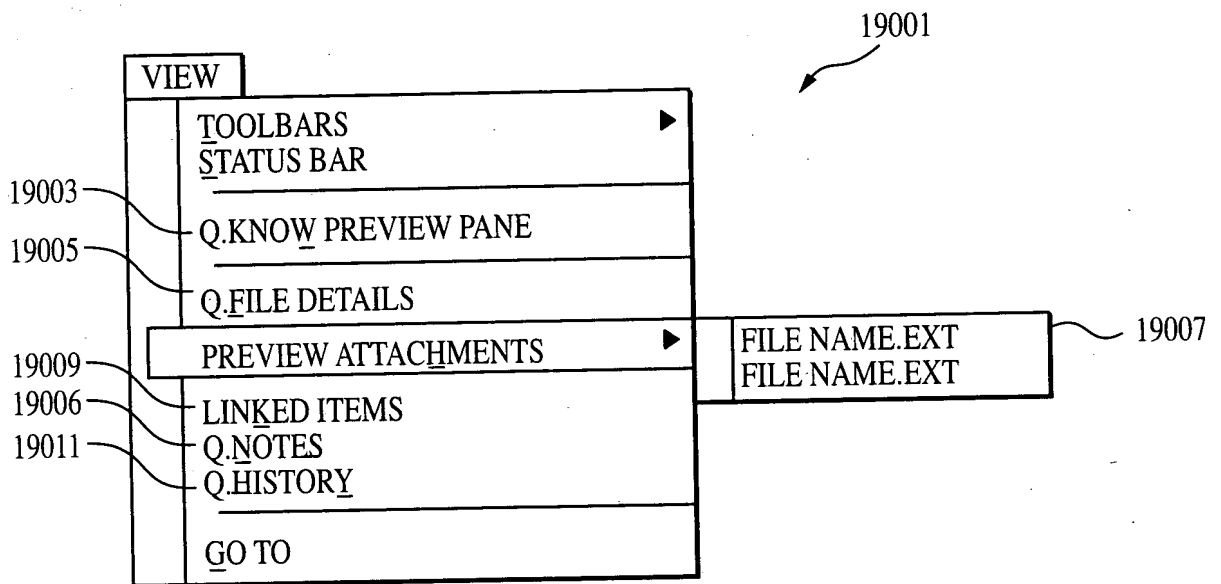 19001
VIEW
TOOLBARS
STATUS BAR
19003
Q.KNOW PREVIEW PANE
19005
Q.FILE DETAILS
PREVIEW ATTACHMENTS
FILE NAME.EXT
FILE NAME.EXT
19007
19009
LINKED ITEMS
19006
Q.NOTES
19011
Q.HISTORY
GO TO